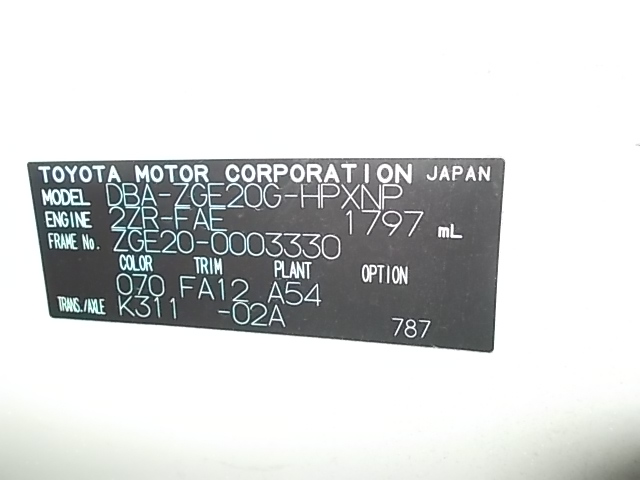 TOYOTA MOTOR CORPORATION JAPAN
MODEL DBA-ZGE20G-HPXNP
ENGINE 2ZR-FAE 1797 mL
FRAME No. ZGE20-0003330
COLOR TRIM PLANT OPTION
070 FA12 A54
TRANS./AXLE K311 -02A
787